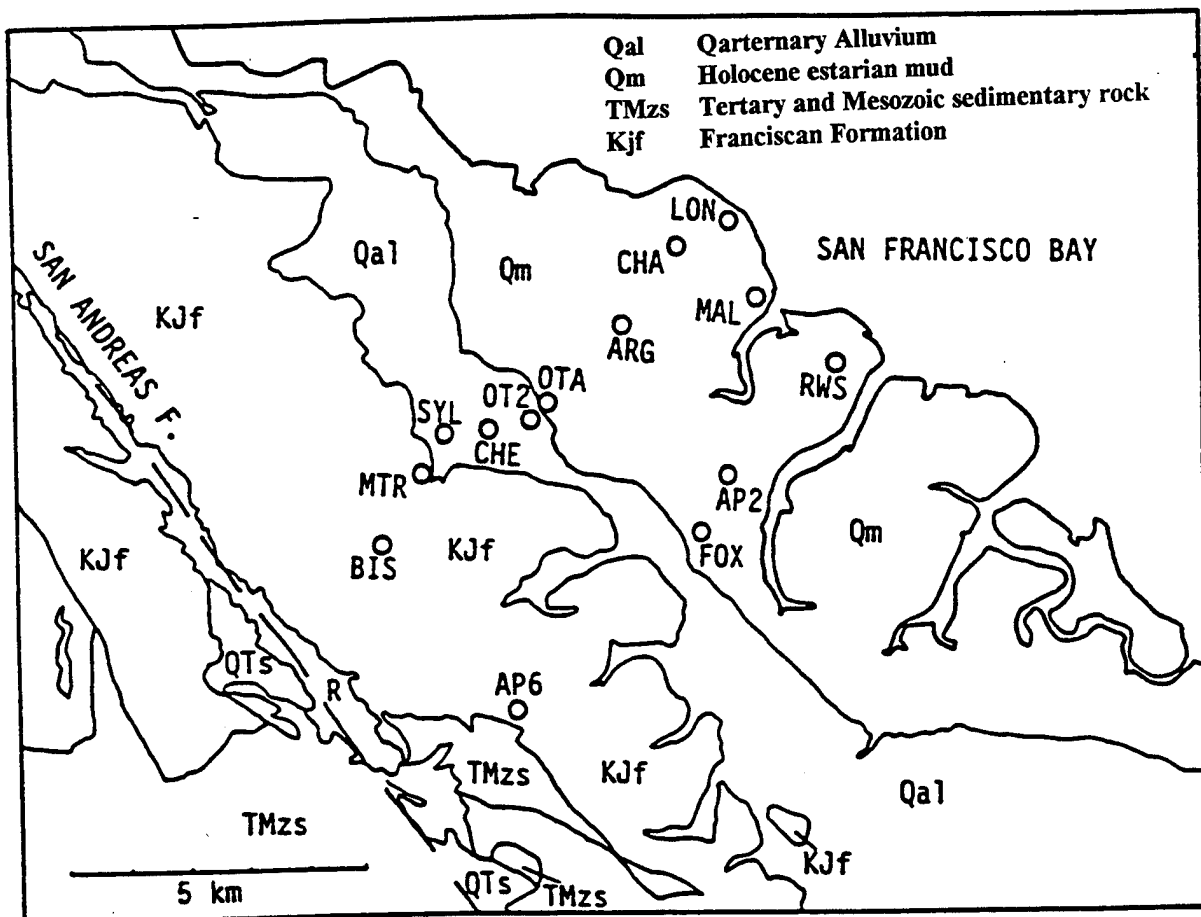 Qal Qarternary Alluvium
Qm Holocene estarian mud
TMzs Tertary and Mesozoic sedimentary rock
Kjf Franciscan Formation
LON
SAN FRANCISCO BAY
Qal
Qm
CHA
SAN ANDREAS F.
KJf
MAL
ARG
RWS
OTA
OT2
SYL
CHE
MTR
AP2
Qm
KJf
BIS
KJf
FOX
QTs
R
AP6
TMzs
KJf
Qal
TMzs
KJf
5 km
QTs
TMzs